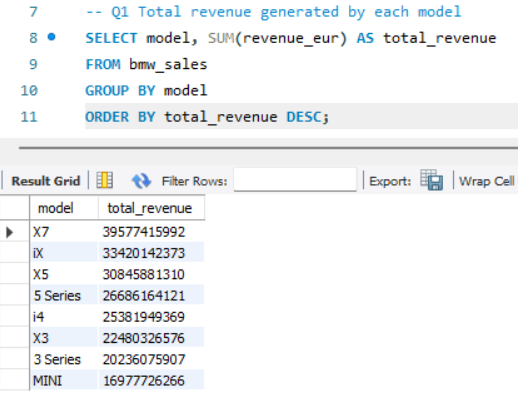 7 -- Q1 Total revenue generated by each model
8 SELECT model, SUM(revenue_eur) AS total_revenue
9 FROM bmw_sales
10 GROUP BY model
11 ORDER BY total_revenue DESC;
Result Grid Filter Rows: Export: Wrap Cell
model total_revenue
X7 39577415992
iX 33420142373
X5 30845881310
5 Series 26686164121
i4 25381949369
X3 22480326576
3 Series 20236075907
MINI 16977726266